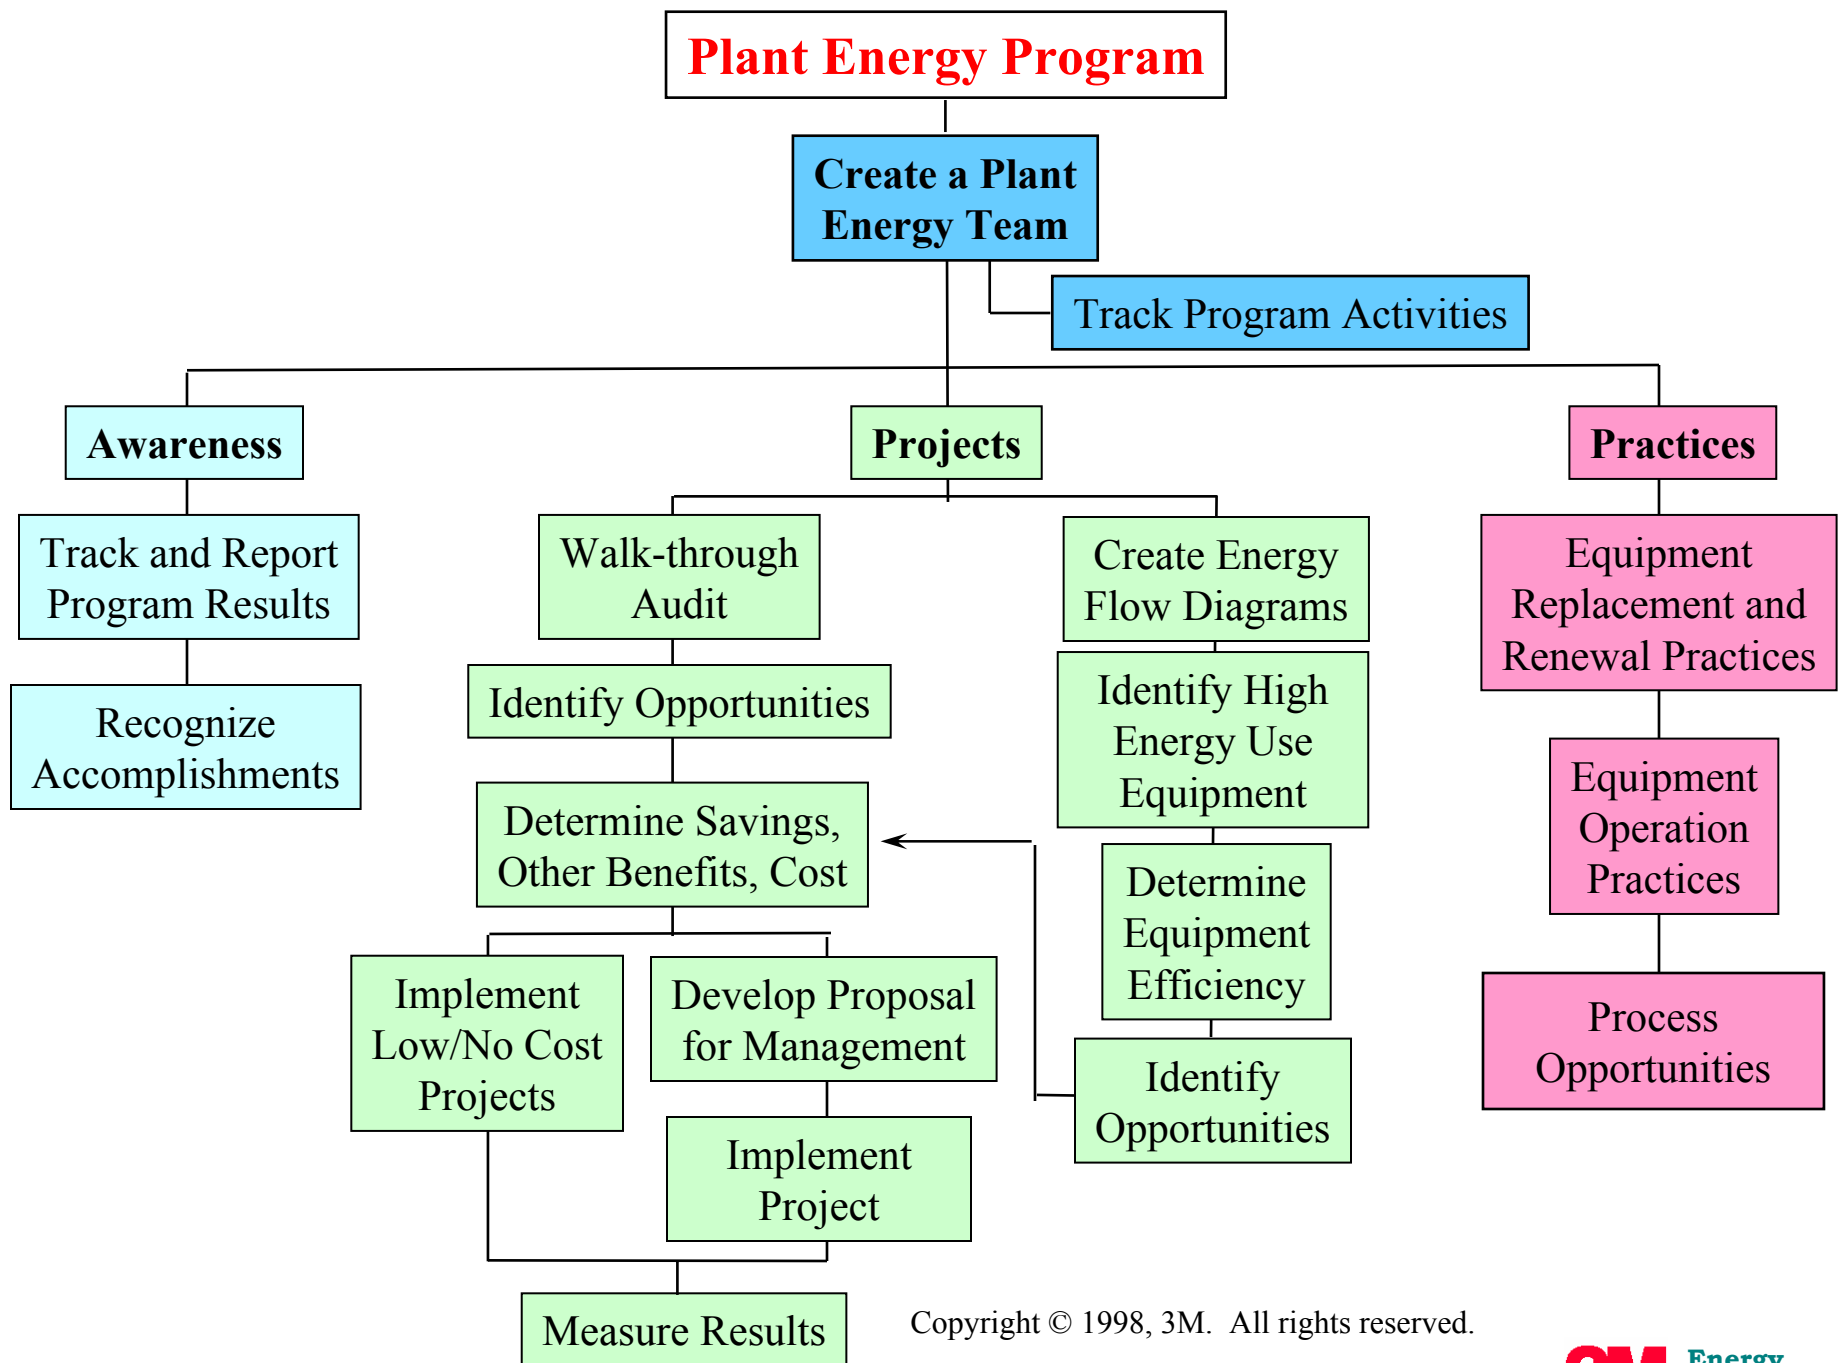 Plant Energy Program
Create a Plant
Energy Team
Track Program Activities
Awareness
Track and Report
Program Results
Recognize
Accomplishments
Projects
Walk-through
Audit
Identify Opportunities
Determine Savings,
Other Benefits, Cost
Implement
Low/No Cost
Projects
Develop Proposal
for Management
Implement
Project
Measure Results
Create Energy
Flow Diagrams
Identify High
Energy Use
Equipment
Determine
Equipment
Efficiency
Identify
Opportunities
Practices
Equipment
Replacement and
Renewal Practices
Equipment
Operation
Practices
Process
Opportunities
Copyright © 1998, 3M. All rights reserved.
3M Energy